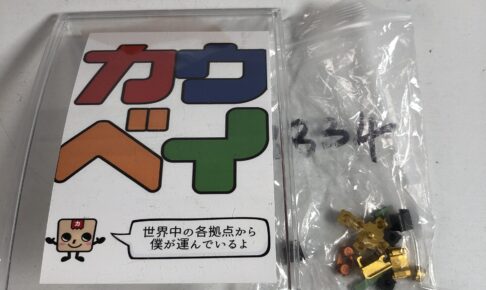 カウ
ベイ
カ
世界中の各拠点から
僕が運んでいるよ
334